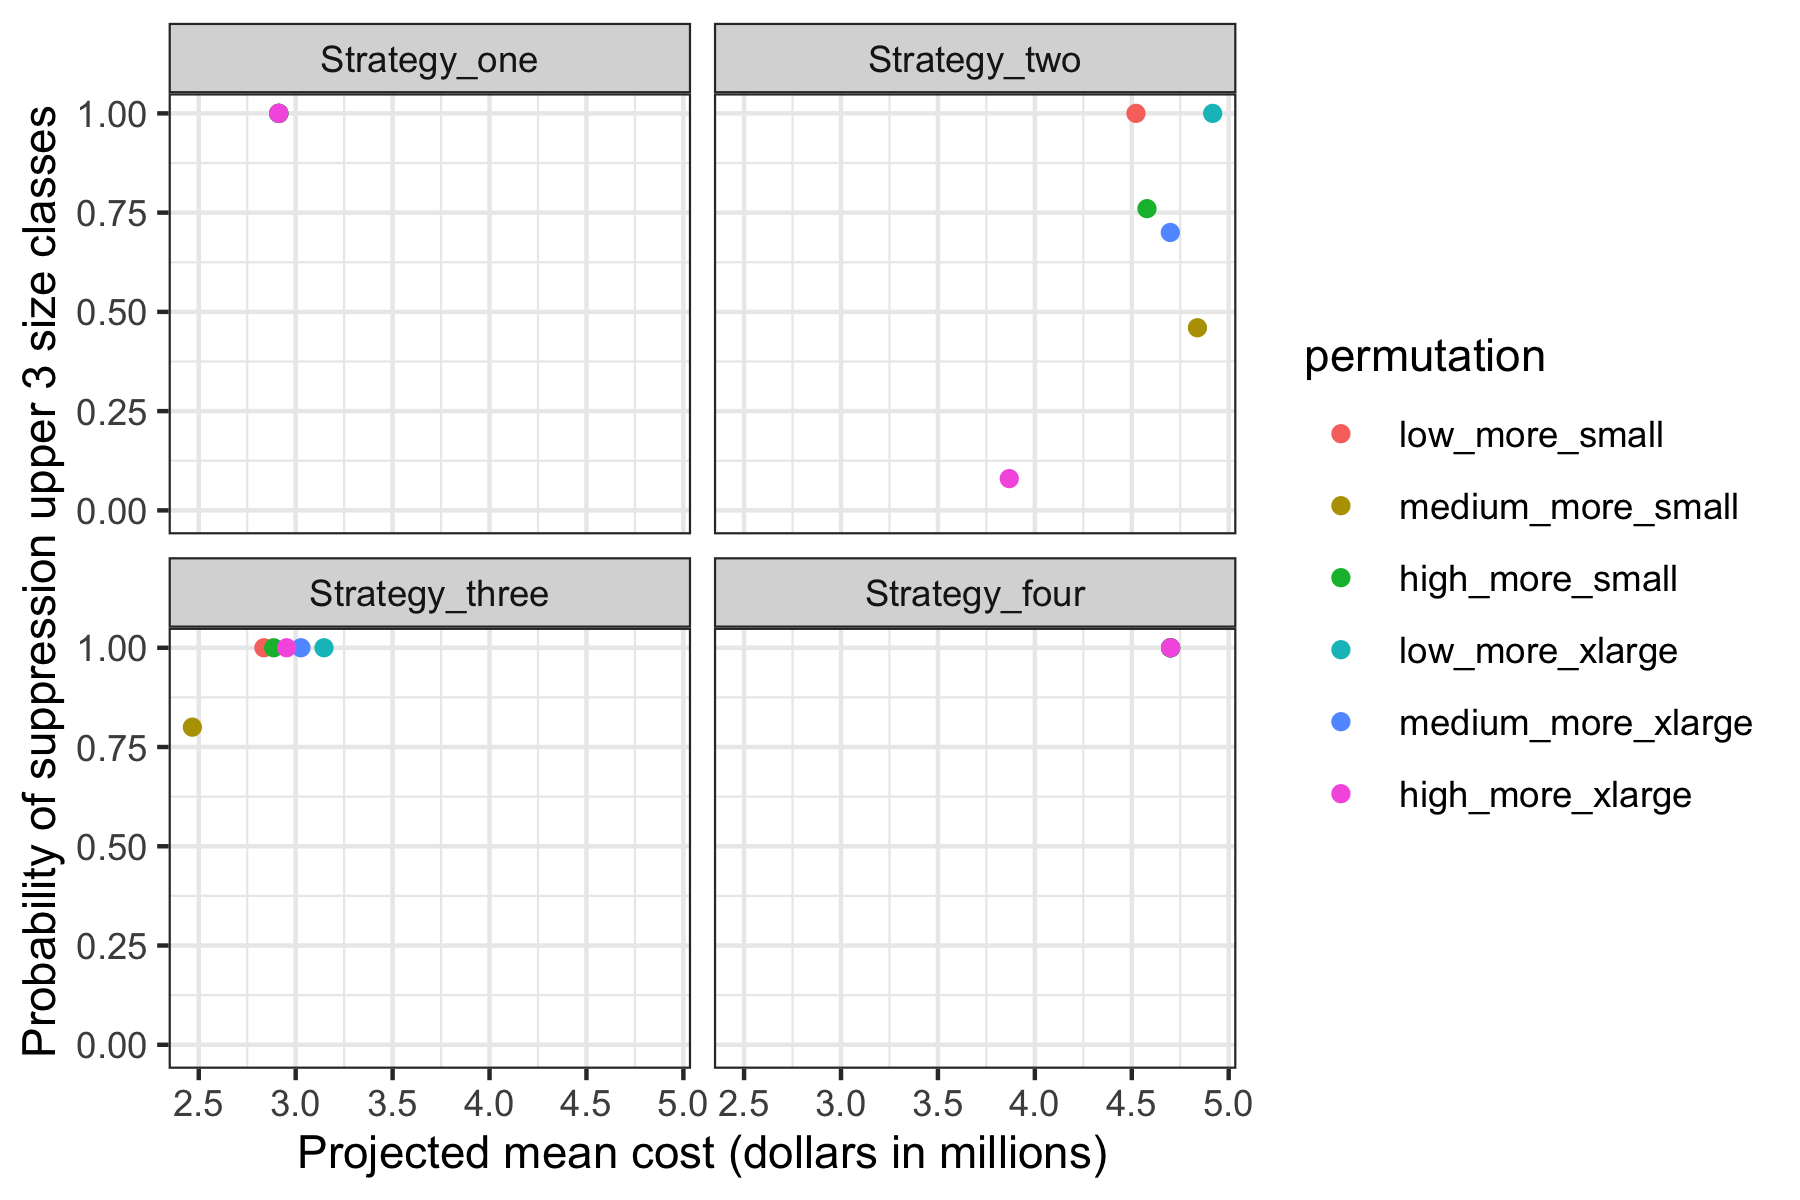 Strategy_one
Strategy_two
1.00
0.75
0.50
0.25
0.00
Strategy_three
Strategy_four
1.00
0.75
0.50
0.25
0.00
2.5 3.0 3.5 4.0 4.5 5.0
2.5 3.0 3.5 4.0 4.5 5.0
Projected mean cost (dollars in millions)
Probability of suppression upper 3 size classes
permutation
low_more_small
medium_more_small
high_more_small
low_more_xlarge
medium_more_xlarge
high_more_xlarge